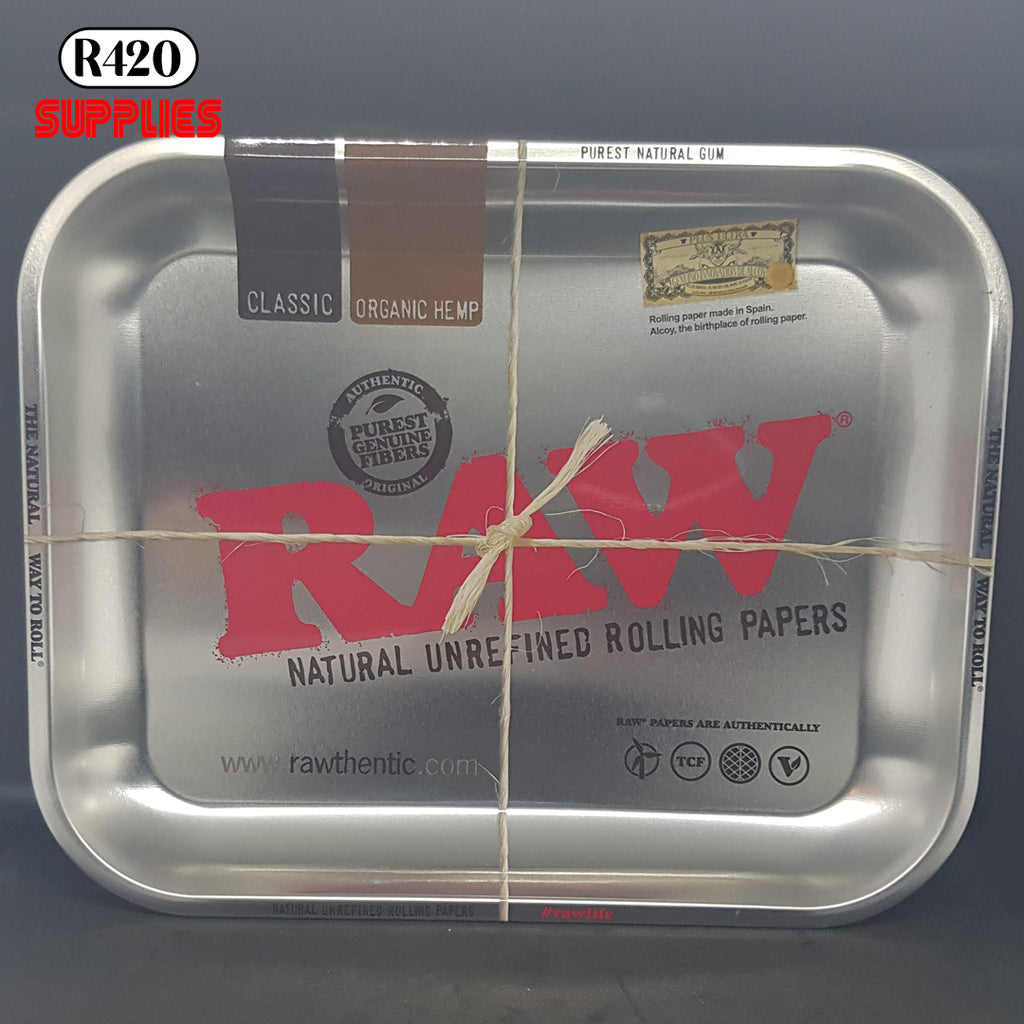 R420
SUPPLIES
PUREST NATURAL GUM
CLASSIC
ORGANIC HEMP
PLUS ULTRA
Rolling paper made in Spain.
Alcoy, the birthplace of rolling paper.
AUTHENTIC
PUREST
GENUINE
FIBERS
ORIGINAL
RAW®
NATURAL UNREFINED ROLLING PAPERS
THE NATURAL WAY TO ROLL®
THE NATURAL WAY TO ROLL®
RAW® PAPERS ARE AUTHENTICALLY
TCF
V
www.rawthentic.com
NATURAL UNREFINED ROLLING PAPERS
#rawlife